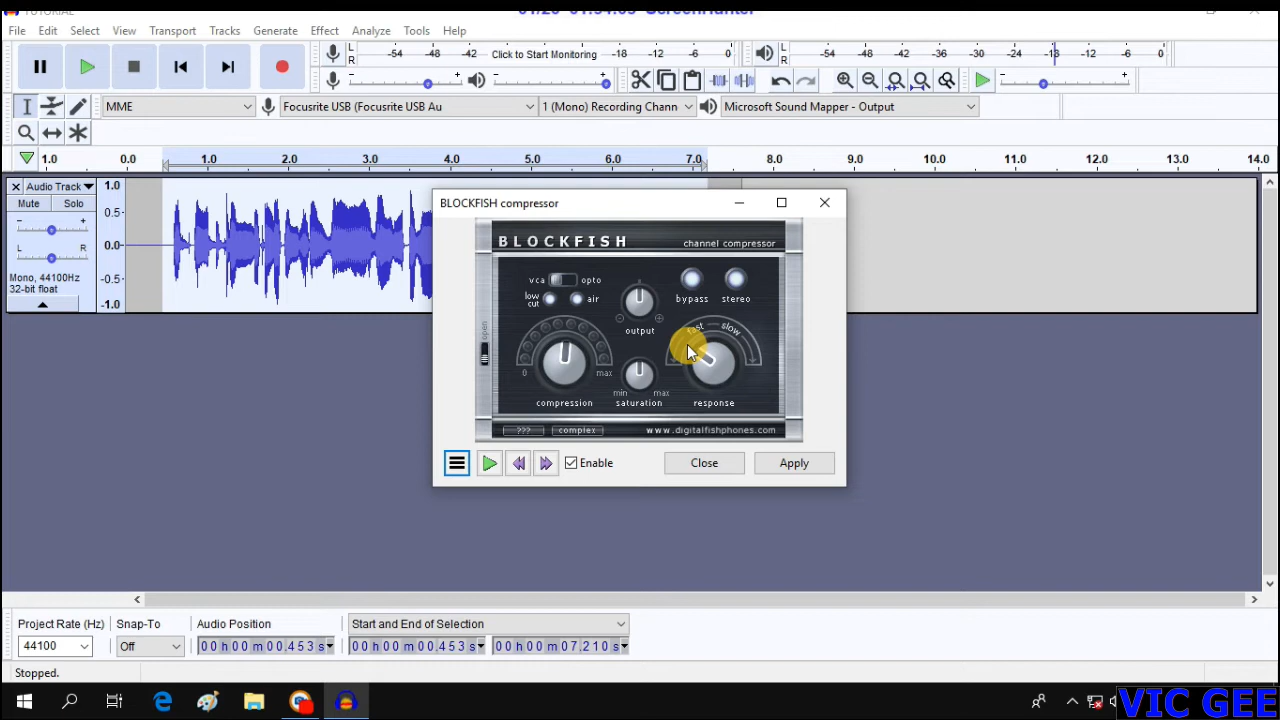 File Edit Select View Transport Tracks Generate Effect Analyze Tools Help
L R -54 -48 -42 Click to Start Monitoring -18 -12 -6 0
L R -54 -48 -42 -36 -30 -24 -18 -12 -6 0
- +
- +
- +
MME
Focusrite USB (Focusrite USB Au
1 (Mono) Recording Chann
Microsoft Sound Mapper - Output
1.0 0.0 1.0 2.0 3.0 4.0 5.0 6.0 7.0 8.0 9.0 10.0 11.0 12.0 13.0 14.0
Audio Track
Mute Solo
- +
L R
Mono, 44100Hz
32-bit float
1.0
0.5
0.0
-0.5
-1.0
BLOCKFISH compressor
BLOCKFISH channel compressor
vca opto
low cut air
output
bypass stereo
fast slow
open
0 max
min max
compression saturation response
??? complex www.digitalfishphones.com
Enable Close Apply
Project Rate (Hz) Snap-To Audio Position Start and End of Selection
44100 Off 00 h 00 m 00.453 s 00 h 00 m 00.453 s 00 h 00 m 07.210 s
Stopped.
VIC GEE